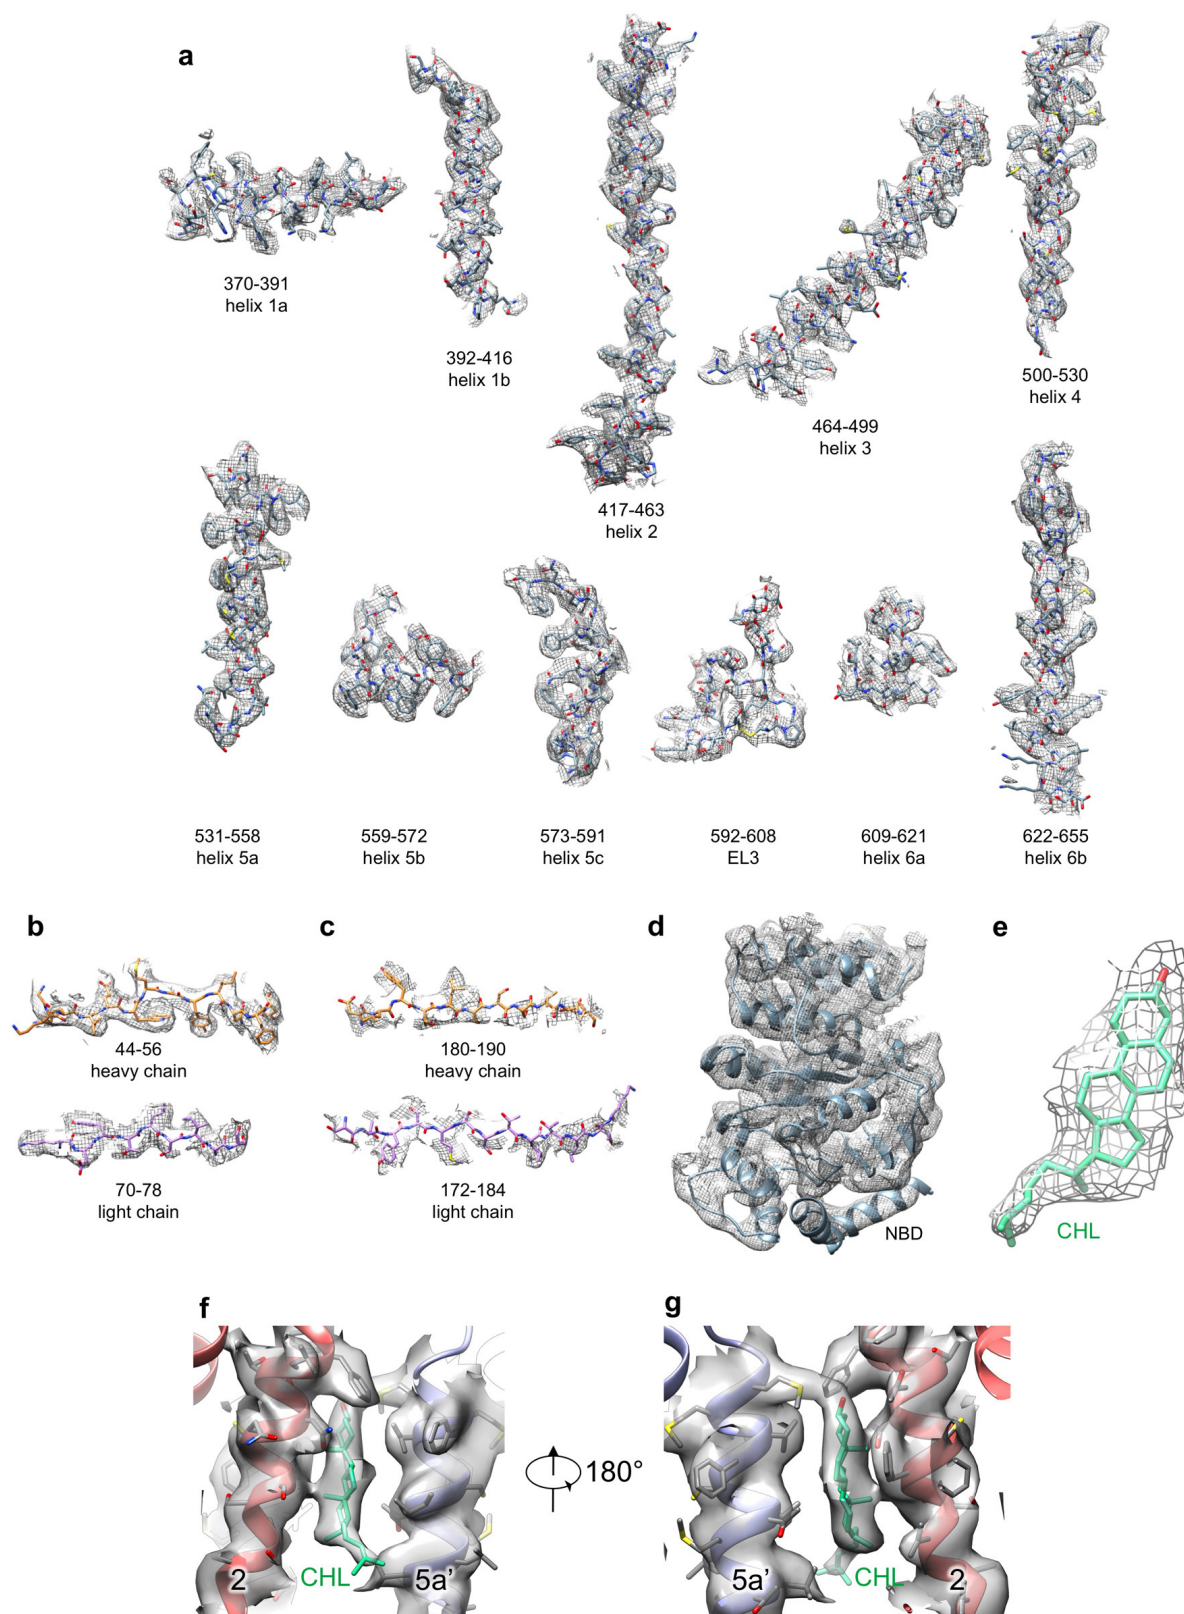 a
370-391
helix 1a
392-416
helix 1b
417-463
helix 2
464-499
helix 3
500-530
helix 4
531-558
helix 5a
559-572
helix 5b
573-591
helix 5c
592-608
EL3
609-621
helix 6a
622-655
helix 6b
b
44-56
heavy chain
70-78
light chain
c
180-190
heavy chain
172-184
light chain
d
NBD
e
CHL
f
2
CHL
5a’
180°
g
5a’
CHL
2